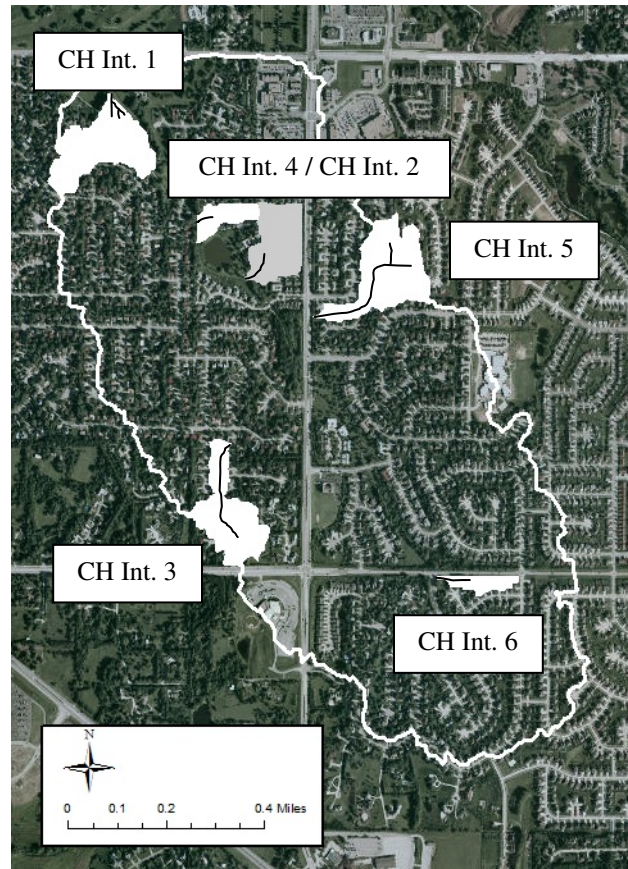 CH Int. 1
CH Int. 4 / CH Int. 2
CH Int. 5
CH Int. 3
CH Int. 6
N
0 0.1 0.2 0.4 Miles